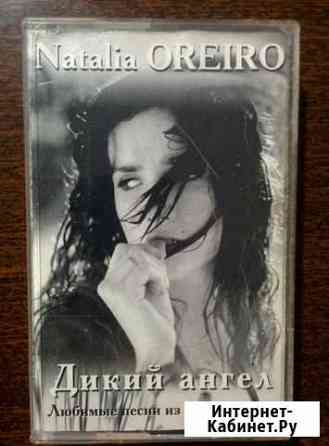 Natalia OREIRO
Дикий ангел
Любимые песни из
Интернет-
Кабинет.Ру